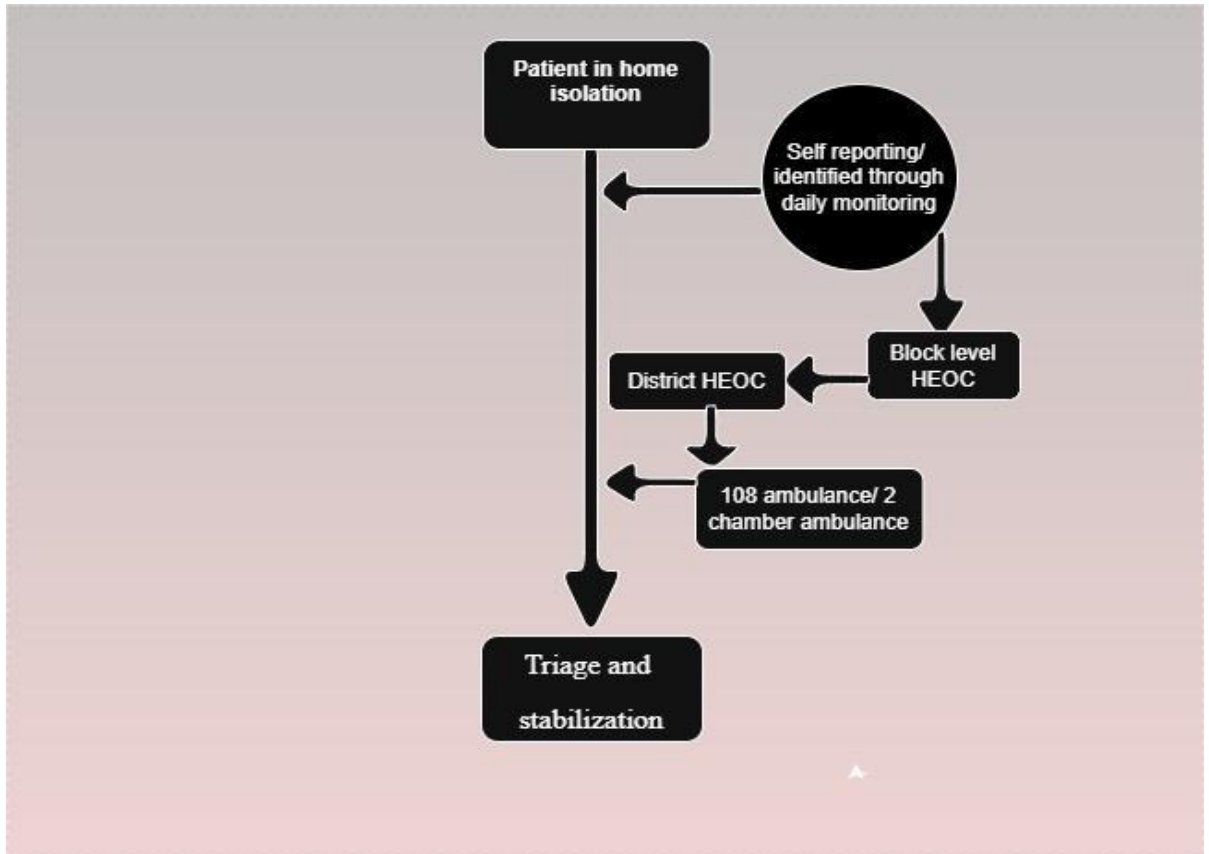 Patient in home
isolation
Self reporting/
identified through
daily monitoring
Block level
HEOC
District HEOC
108 ambulance/ 2
chamber ambulance
Triage and
stabilization